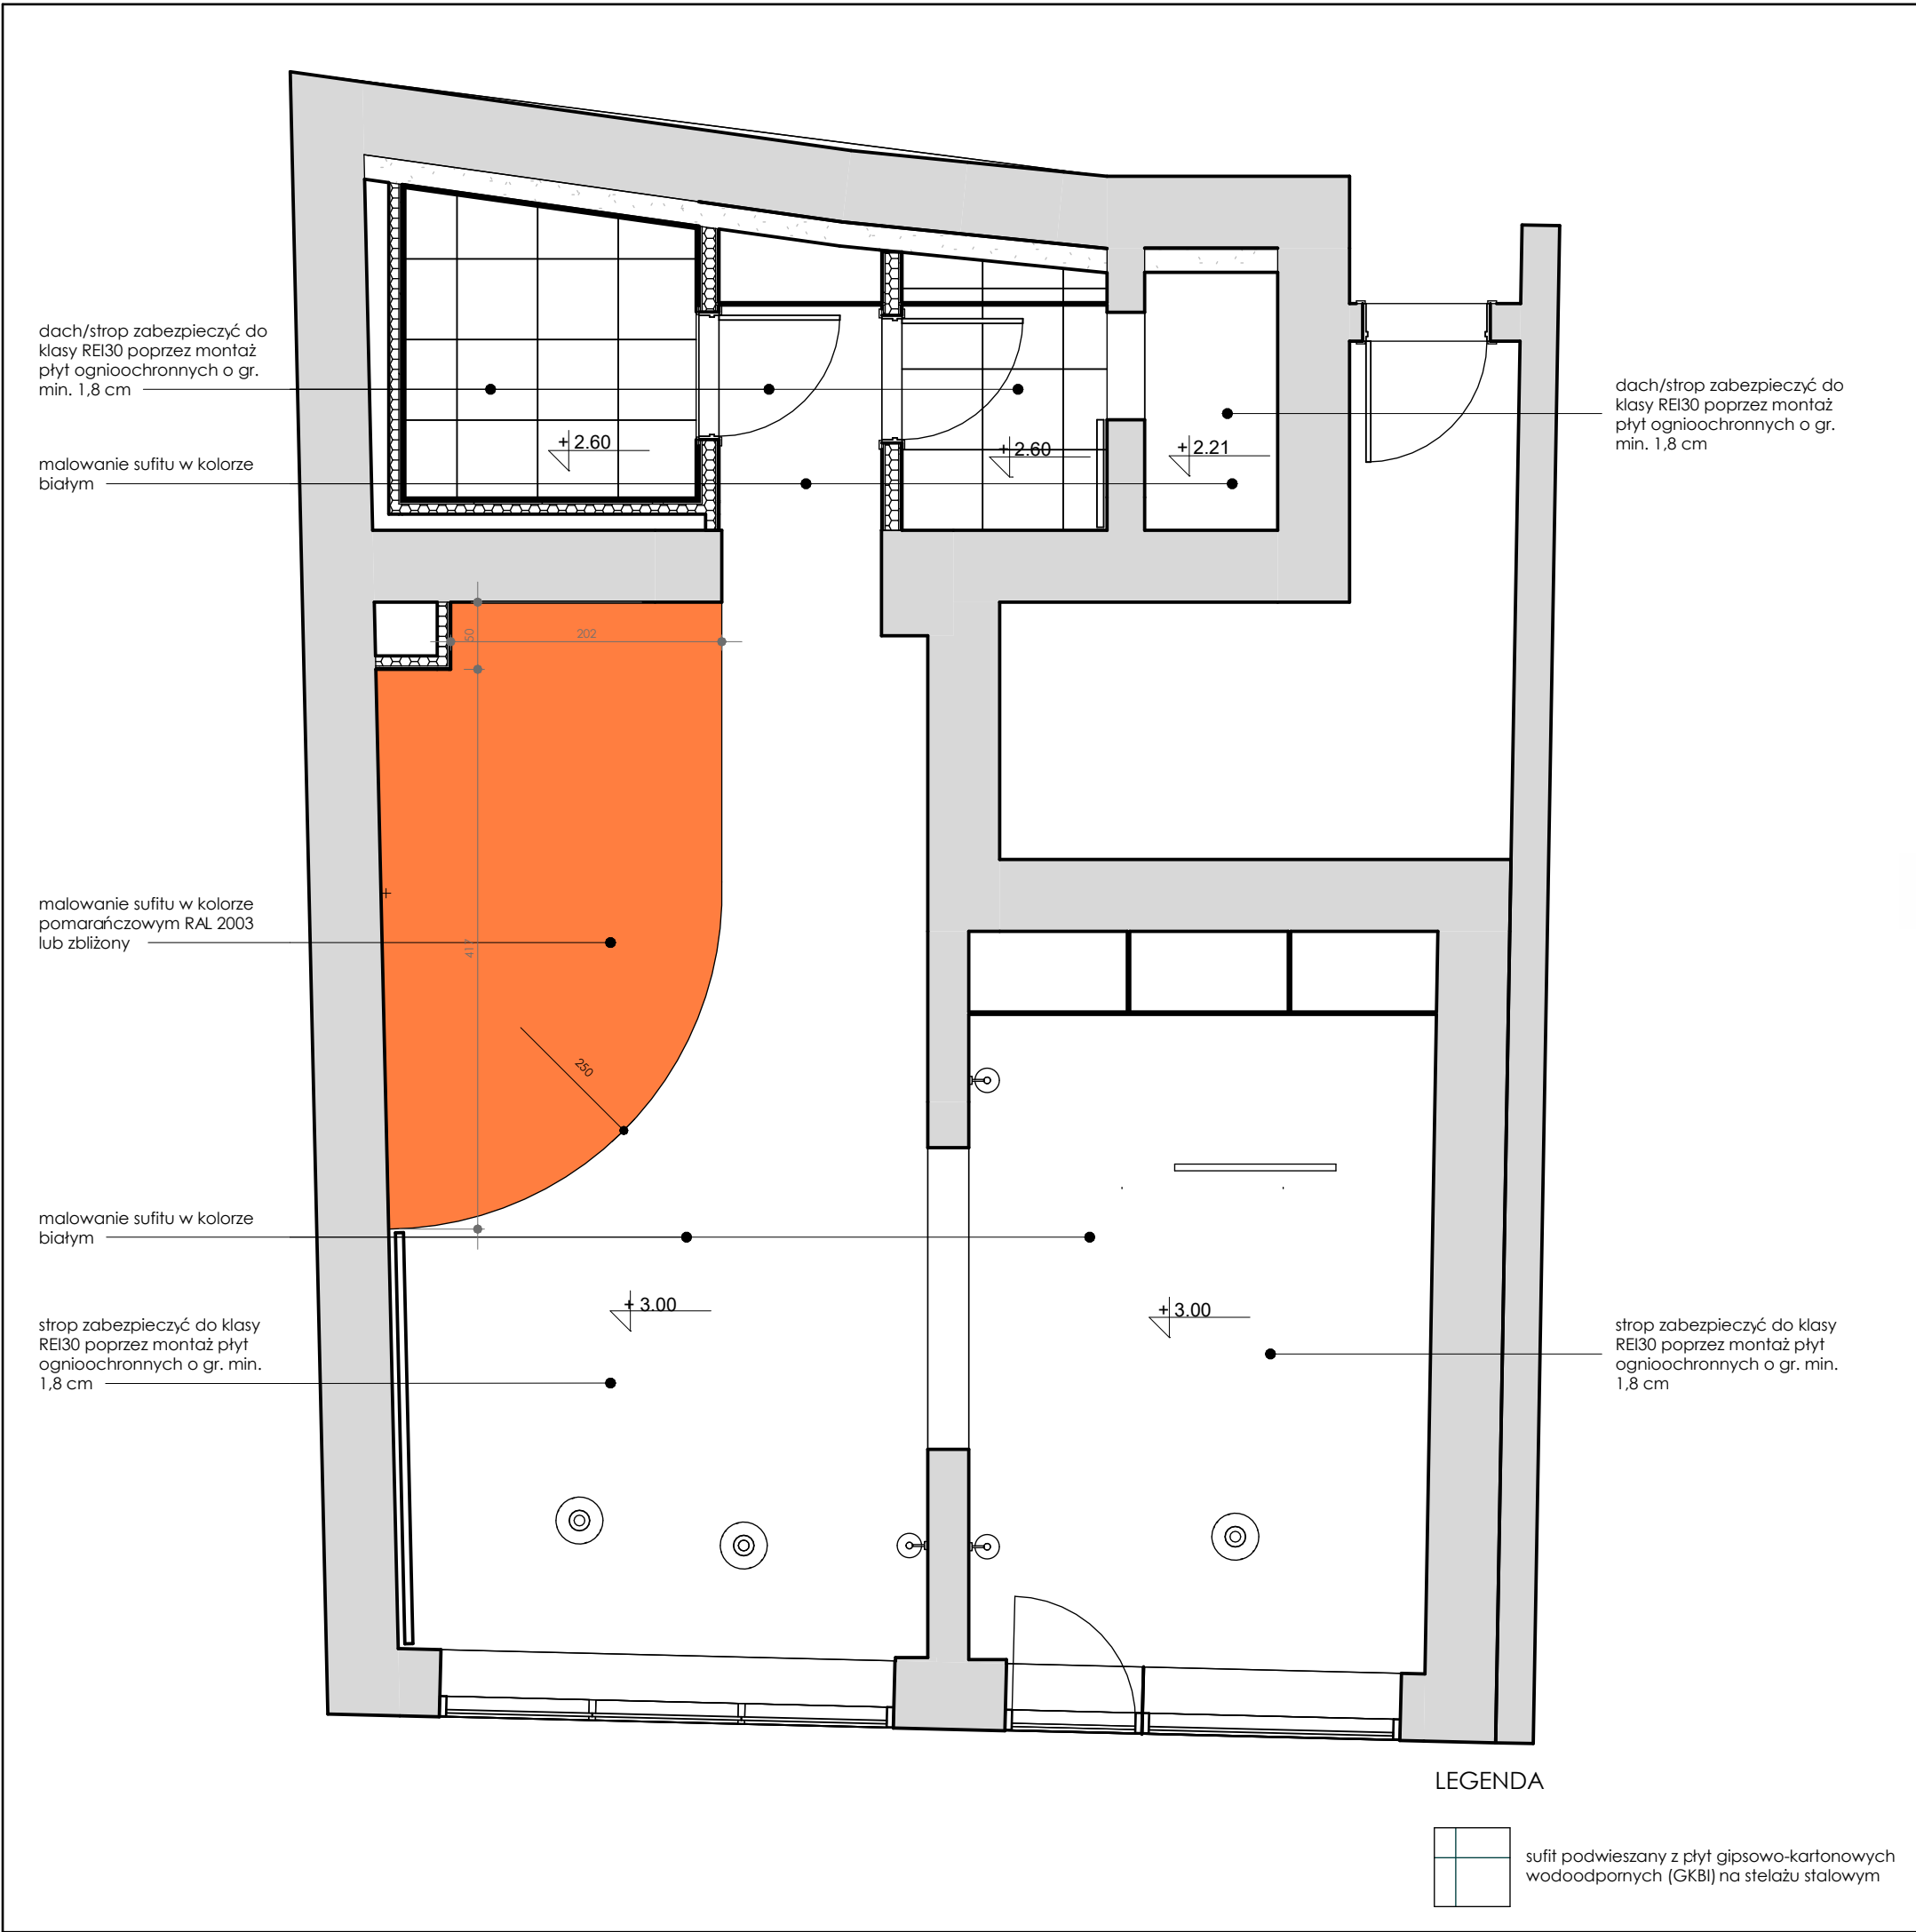 dach/strop zabezpieczyć do
klasy REI30 poprzez montaż
płyt ognioochronnych o gr.
min. 1,8 cm
dach/strop zabezpieczyć do
klasy REI30 poprzez montaż
płyt ognioochronnych o gr.
min. 1,8 cm
+ 2.60
+ 2.60
+ 2.21
malowanie sufitu w kolorze
białym
50
202
malowanie sufitu w kolorze
pomarańczowym RAL 2003
lub zbliżony
417
250
malowanie sufitu w kolorze
białym
+ 3.00
+ 3.00
strop zabezpieczyć do klasy
REI30 poprzez montaż płyt
ognioochronnych o gr. min.
1,8 cm
strop zabezpieczyć do klasy
REI30 poprzez montaż płyt
ognioochronnych o gr. min.
1,8 cm
LEGENDA
sufit podwieszany z płyt gipsowo-kartonowych
wodoodpornych (GKBI) na stelażu stalowym